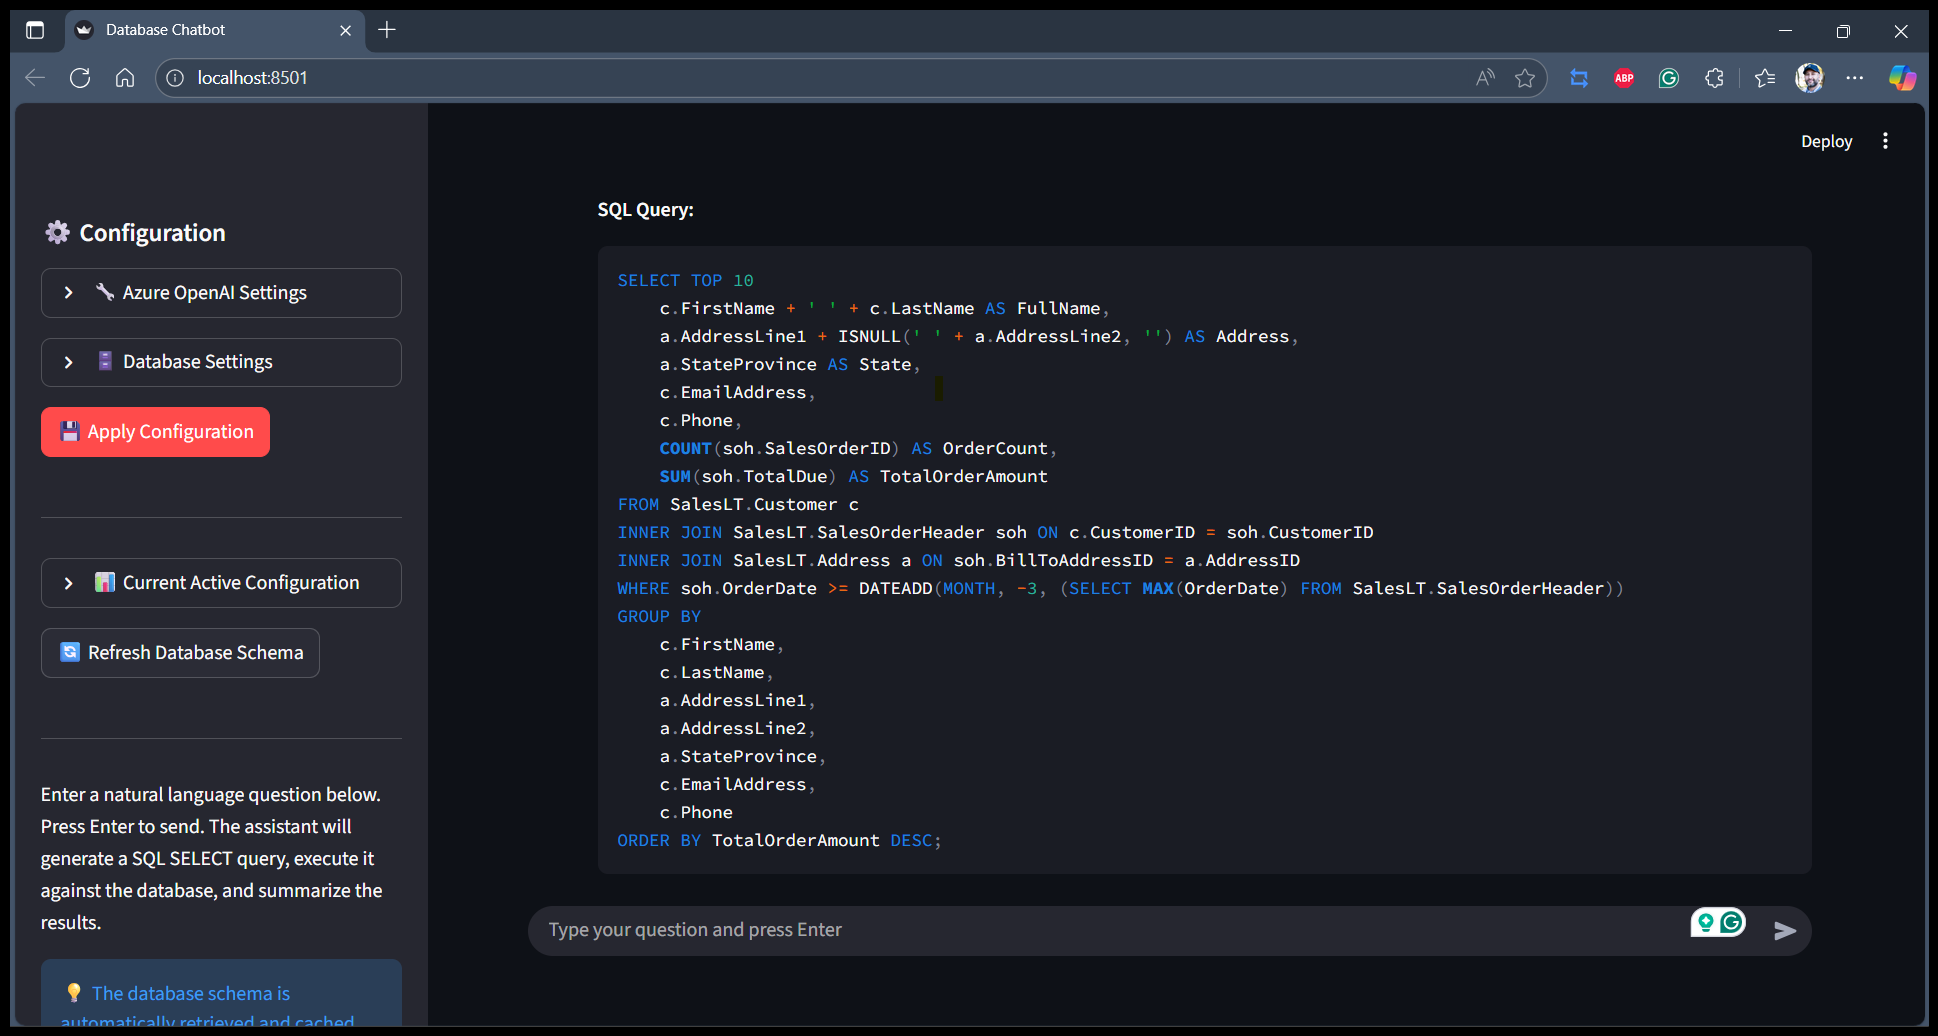 Database Chatbot
localhost:8501
ABP
Deploy
Configuration
Azure OpenAI Settings
Database Settings
Apply Configuration
Current Active Configuration
Refresh Database Schema
Enter a natural language question below.
Press Enter to send. The assistant will
generate a SQL SELECT query, execute it
against the database, and summarize the
results.
The database schema is
automatically retrieved and cached
SQL Query:
SELECT TOP 10
    c.FirstName + ' ' + c.LastName AS FullName,
    a.AddressLine1 + ISNULL(' ' + a.AddressLine2, '') AS Address,
    a.StateProvince AS State,
    c.EmailAddress,
    c.Phone,
    COUNT(soh.SalesOrderID) AS OrderCount,
    SUM(soh.TotalDue) AS TotalOrderAmount
FROM SalesLT.Customer c
INNER JOIN SalesLT.SalesOrderHeader soh ON c.CustomerID = soh.CustomerID
INNER JOIN SalesLT.Address a ON soh.BillToAddressID = a.AddressID
WHERE soh.OrderDate >= DATEADD(MONTH, -3, (SELECT MAX(OrderDate) FROM SalesLT.SalesOrderHeader))
GROUP BY
    c.FirstName,
    c.LastName,
    a.AddressLine1,
    a.AddressLine2,
    a.StateProvince,
    c.EmailAddress,
    c.Phone
ORDER BY TotalOrderAmount DESC;
Type your question and press Enter